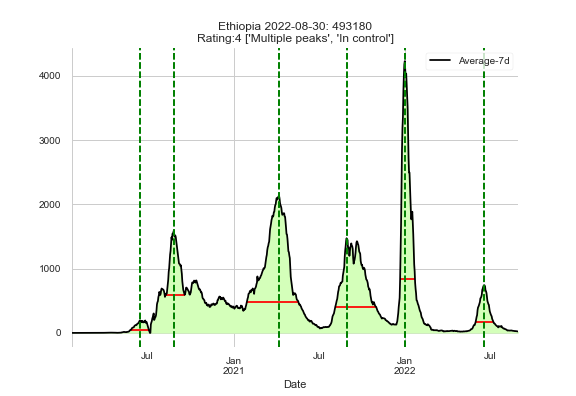 Ethiopia 2022-08-30: 493180
Rating:4 ['Multiple peaks', 'In control']
Average-7d
4000
3000
2000
1000
0
Jul
Jan
2021
Jul
Jan
2022
Jul
Date